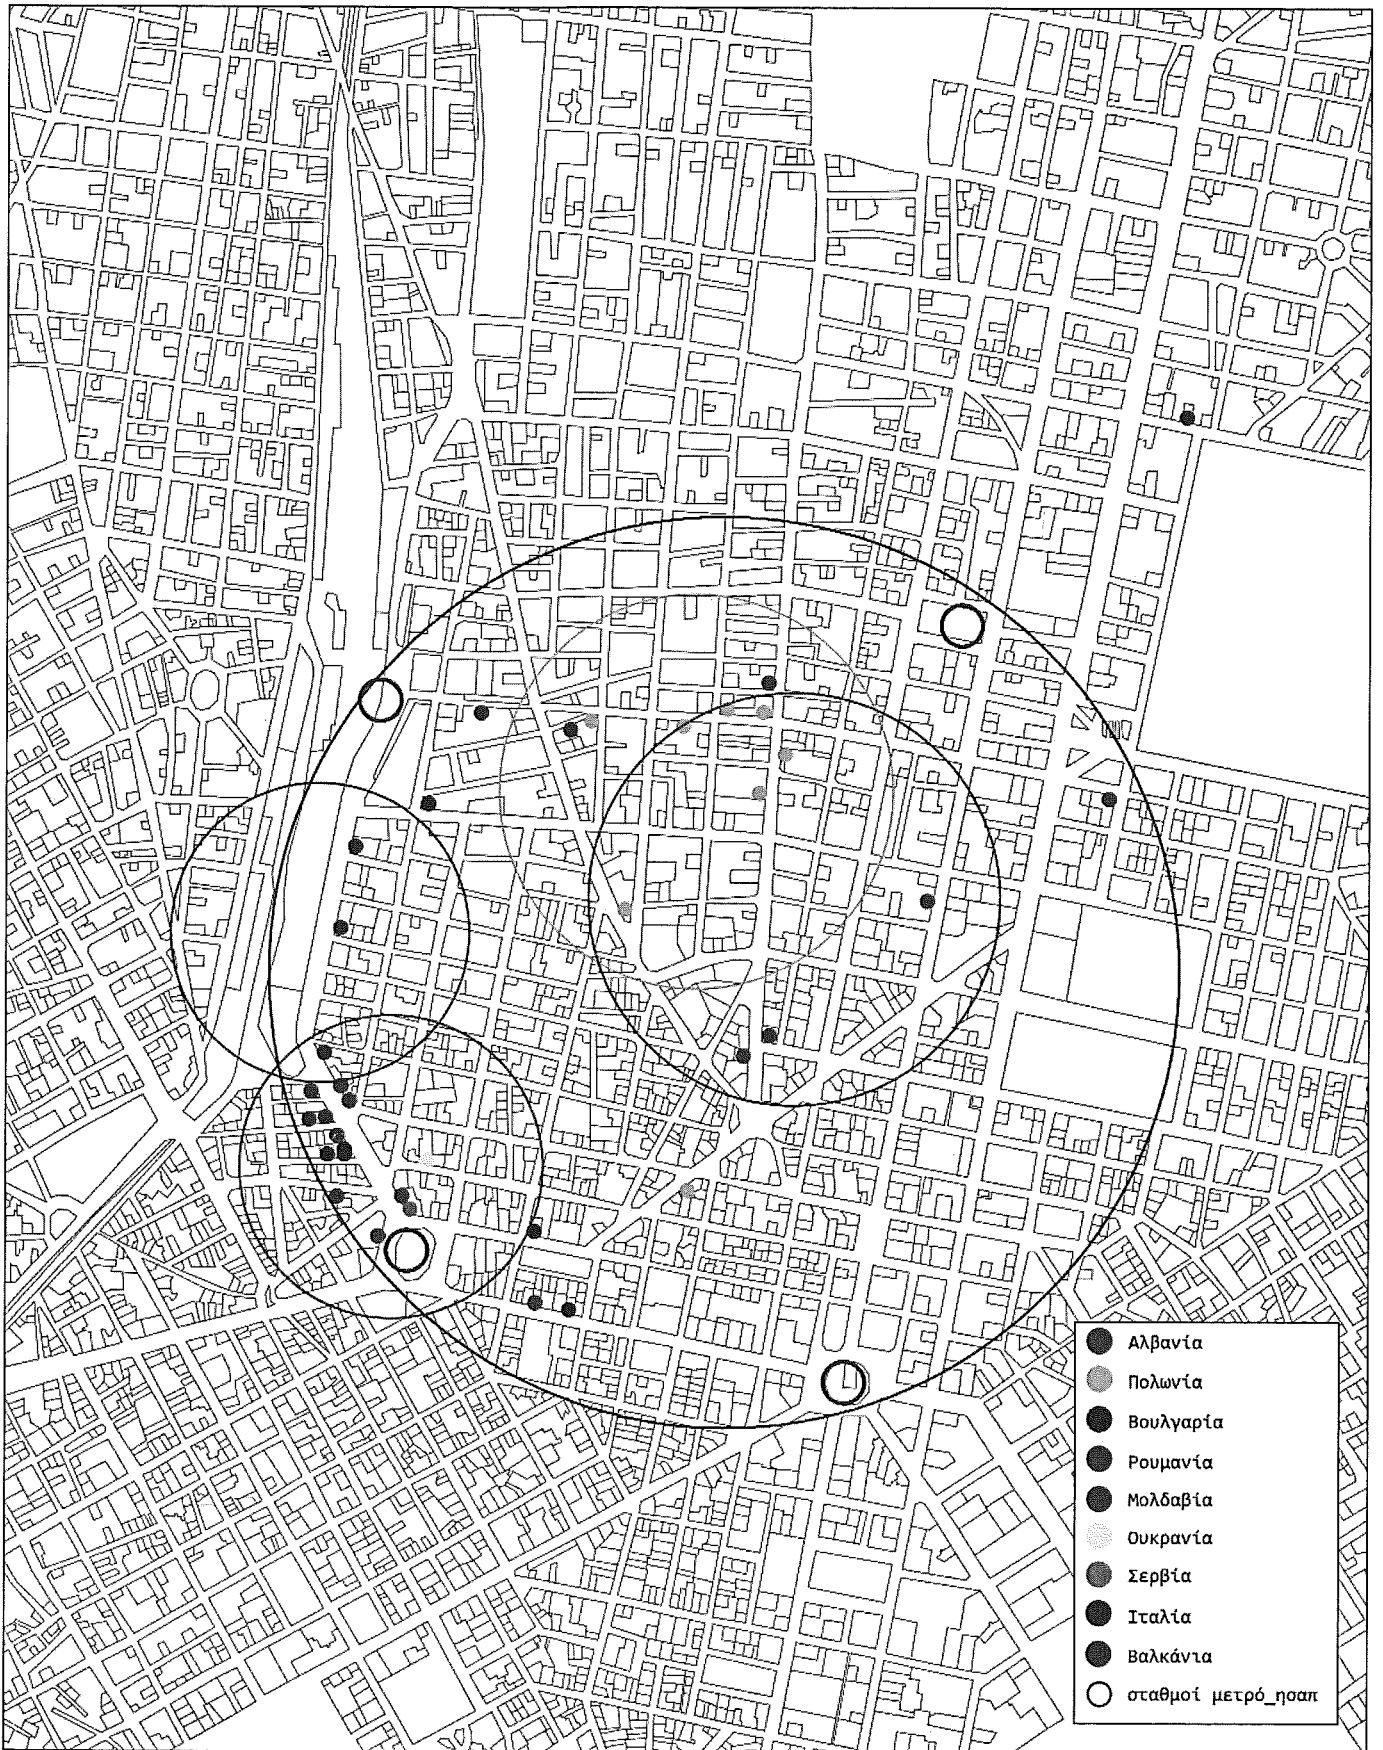 Αλβανία
Πολωνία
Βουλγαρία
Ρουμανία
Μολδαβία
Ουκρανία
Σερβία
Ιταλία
Βαλκάνια
σταθμοί μετρό_ησαπ